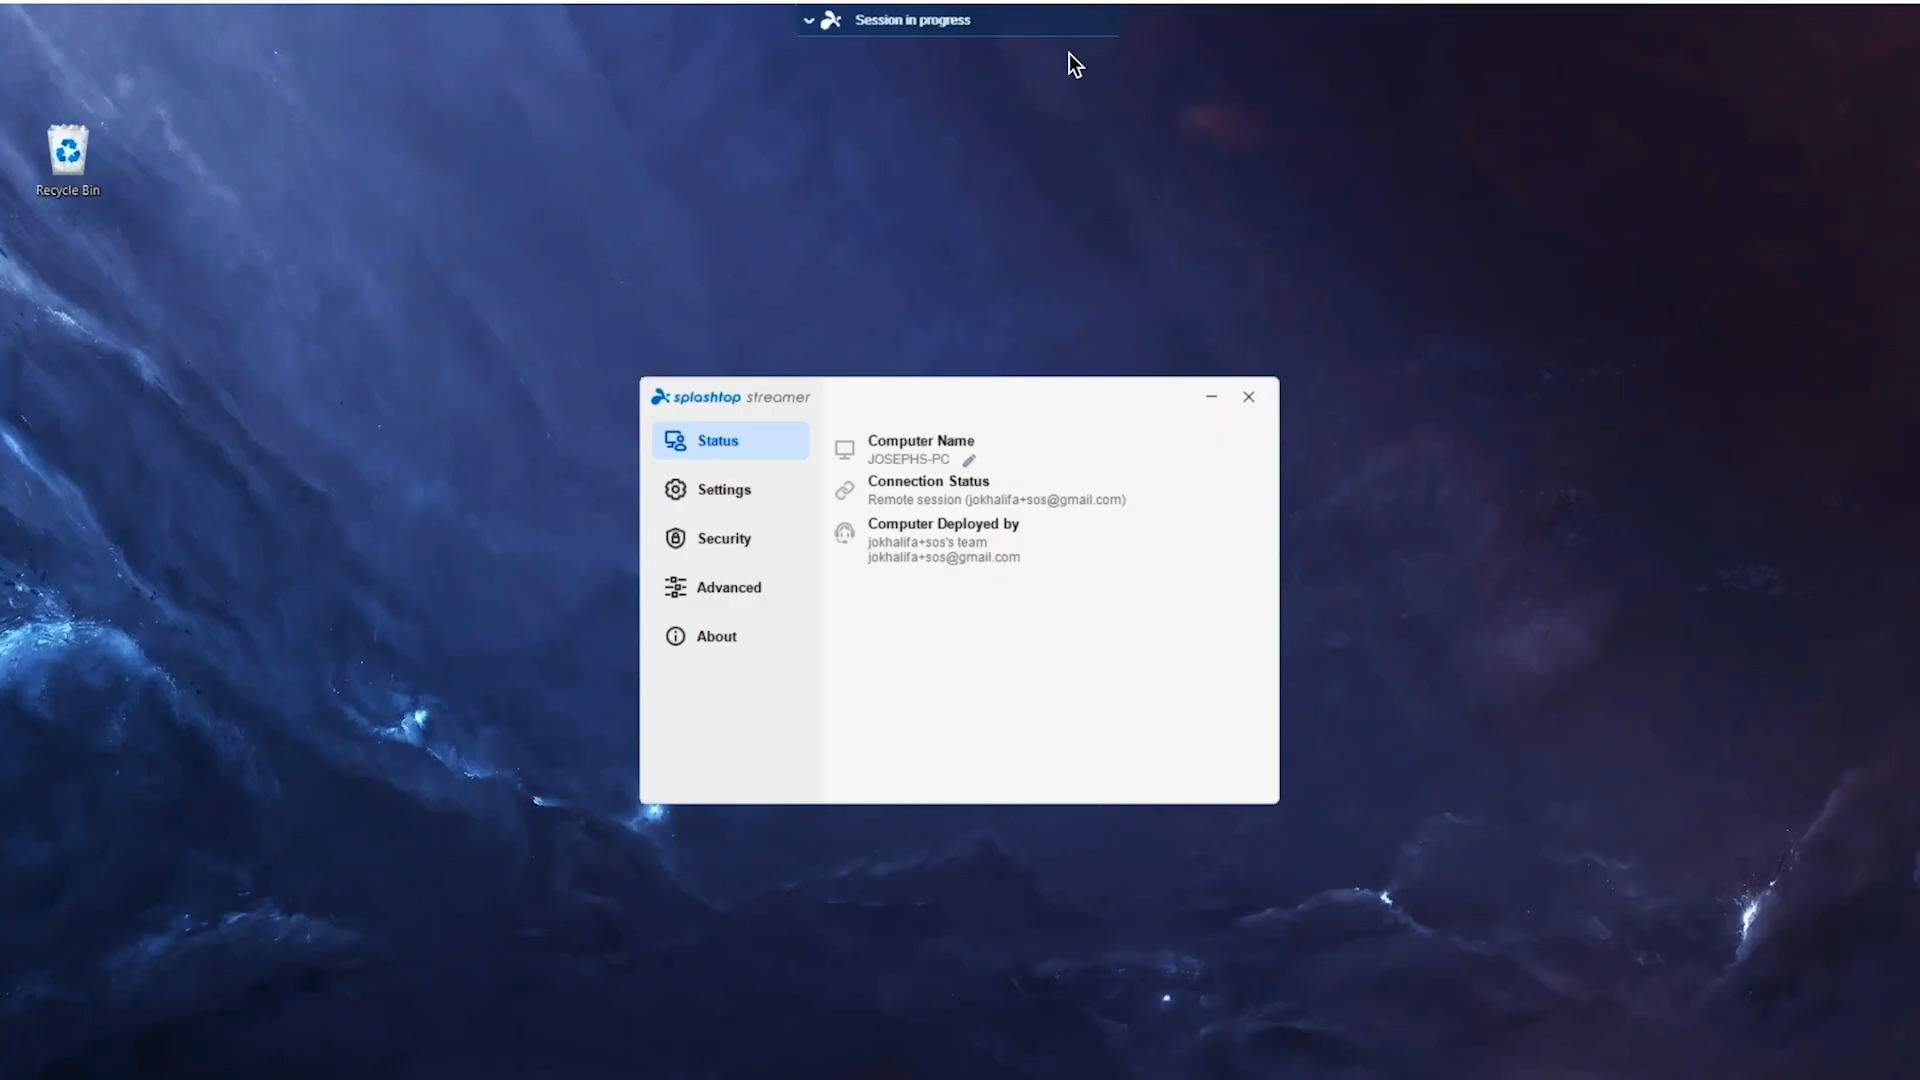 Session in progress
Recycle Bin
splashtop streamer
Status
Settings
Security
Advanced
About
Computer Name
JOSEPHS-PC
Connection Status
Remote session (jokhalifa+sos@gmail.com)
Computer Deployed by
jokhalifa+sos's team
jokhalifa+sos@gmail.com